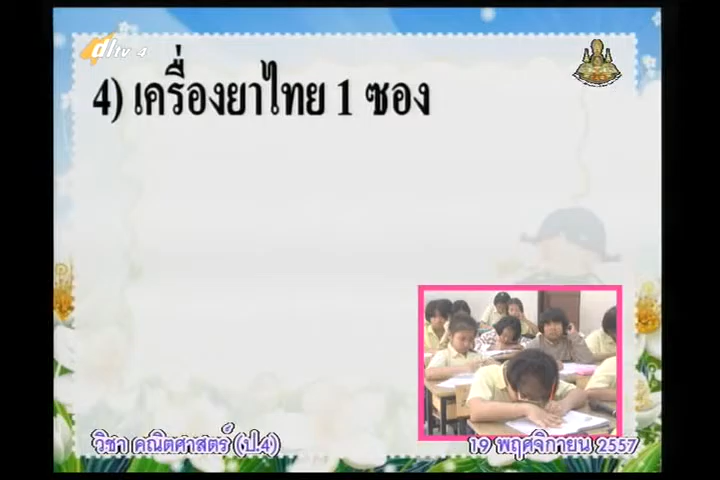 dltv 4
4) เครื่องยาไทย 1 ซอง
วิชา คณิตศาสตร์ (ป.4)
19 พฤศจิกายน 2557